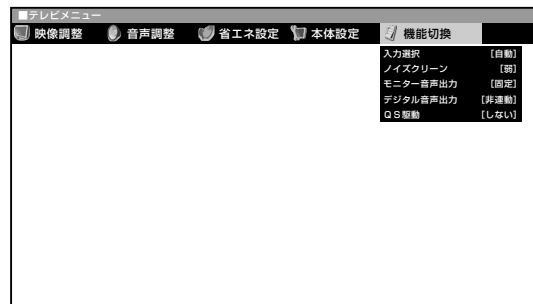 ■テレビメニュー
映像調整 音声調整 省エネ設定 本体設定 機能切換
入力選択 [自動]
ノイズクリーン [弱]
モニター音声出力 [固定]
デジタル音声出力 [非連動]
QS駆動 [しない]